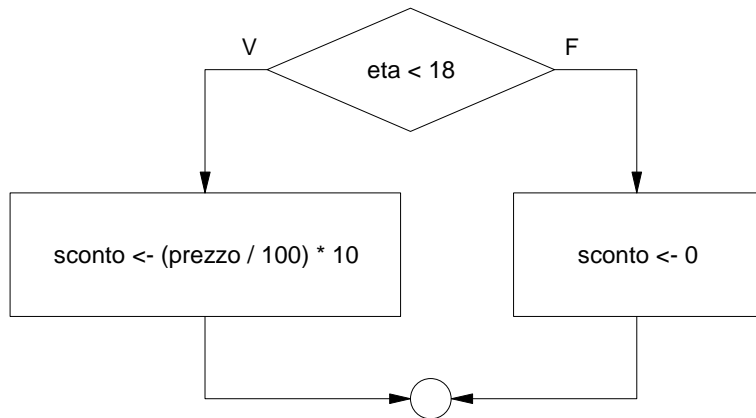 V
F
eta < 18
sconto <- (prezzo / 100) * 10
sconto <- 0